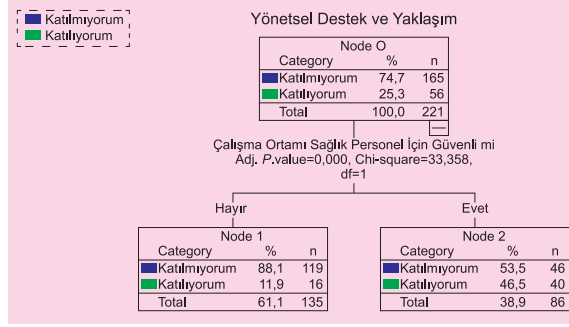 Katılmıyorum
Katılıyorum
Yönetsel Destek ve Yaklaşım
Node O
Category % n
Katılmıyorum 74,7 165
Katılıyorum 25,3 56
Total 100,0 221
Çalışma Ortamı Sağlık Personel İçin Güvenli mi
Adj. P.value=0,000, Chi-square=33,358,
df=1
Hayır
Evet
Node 1
Category % n
Katılmıyorum 88,1 119
Katılıyorum 11,9 16
Total 61,1 135
Node 2
Category % n
Katılmıyorum 53,5 46
Katılıyorum 46,5 40
Total 38,9 86